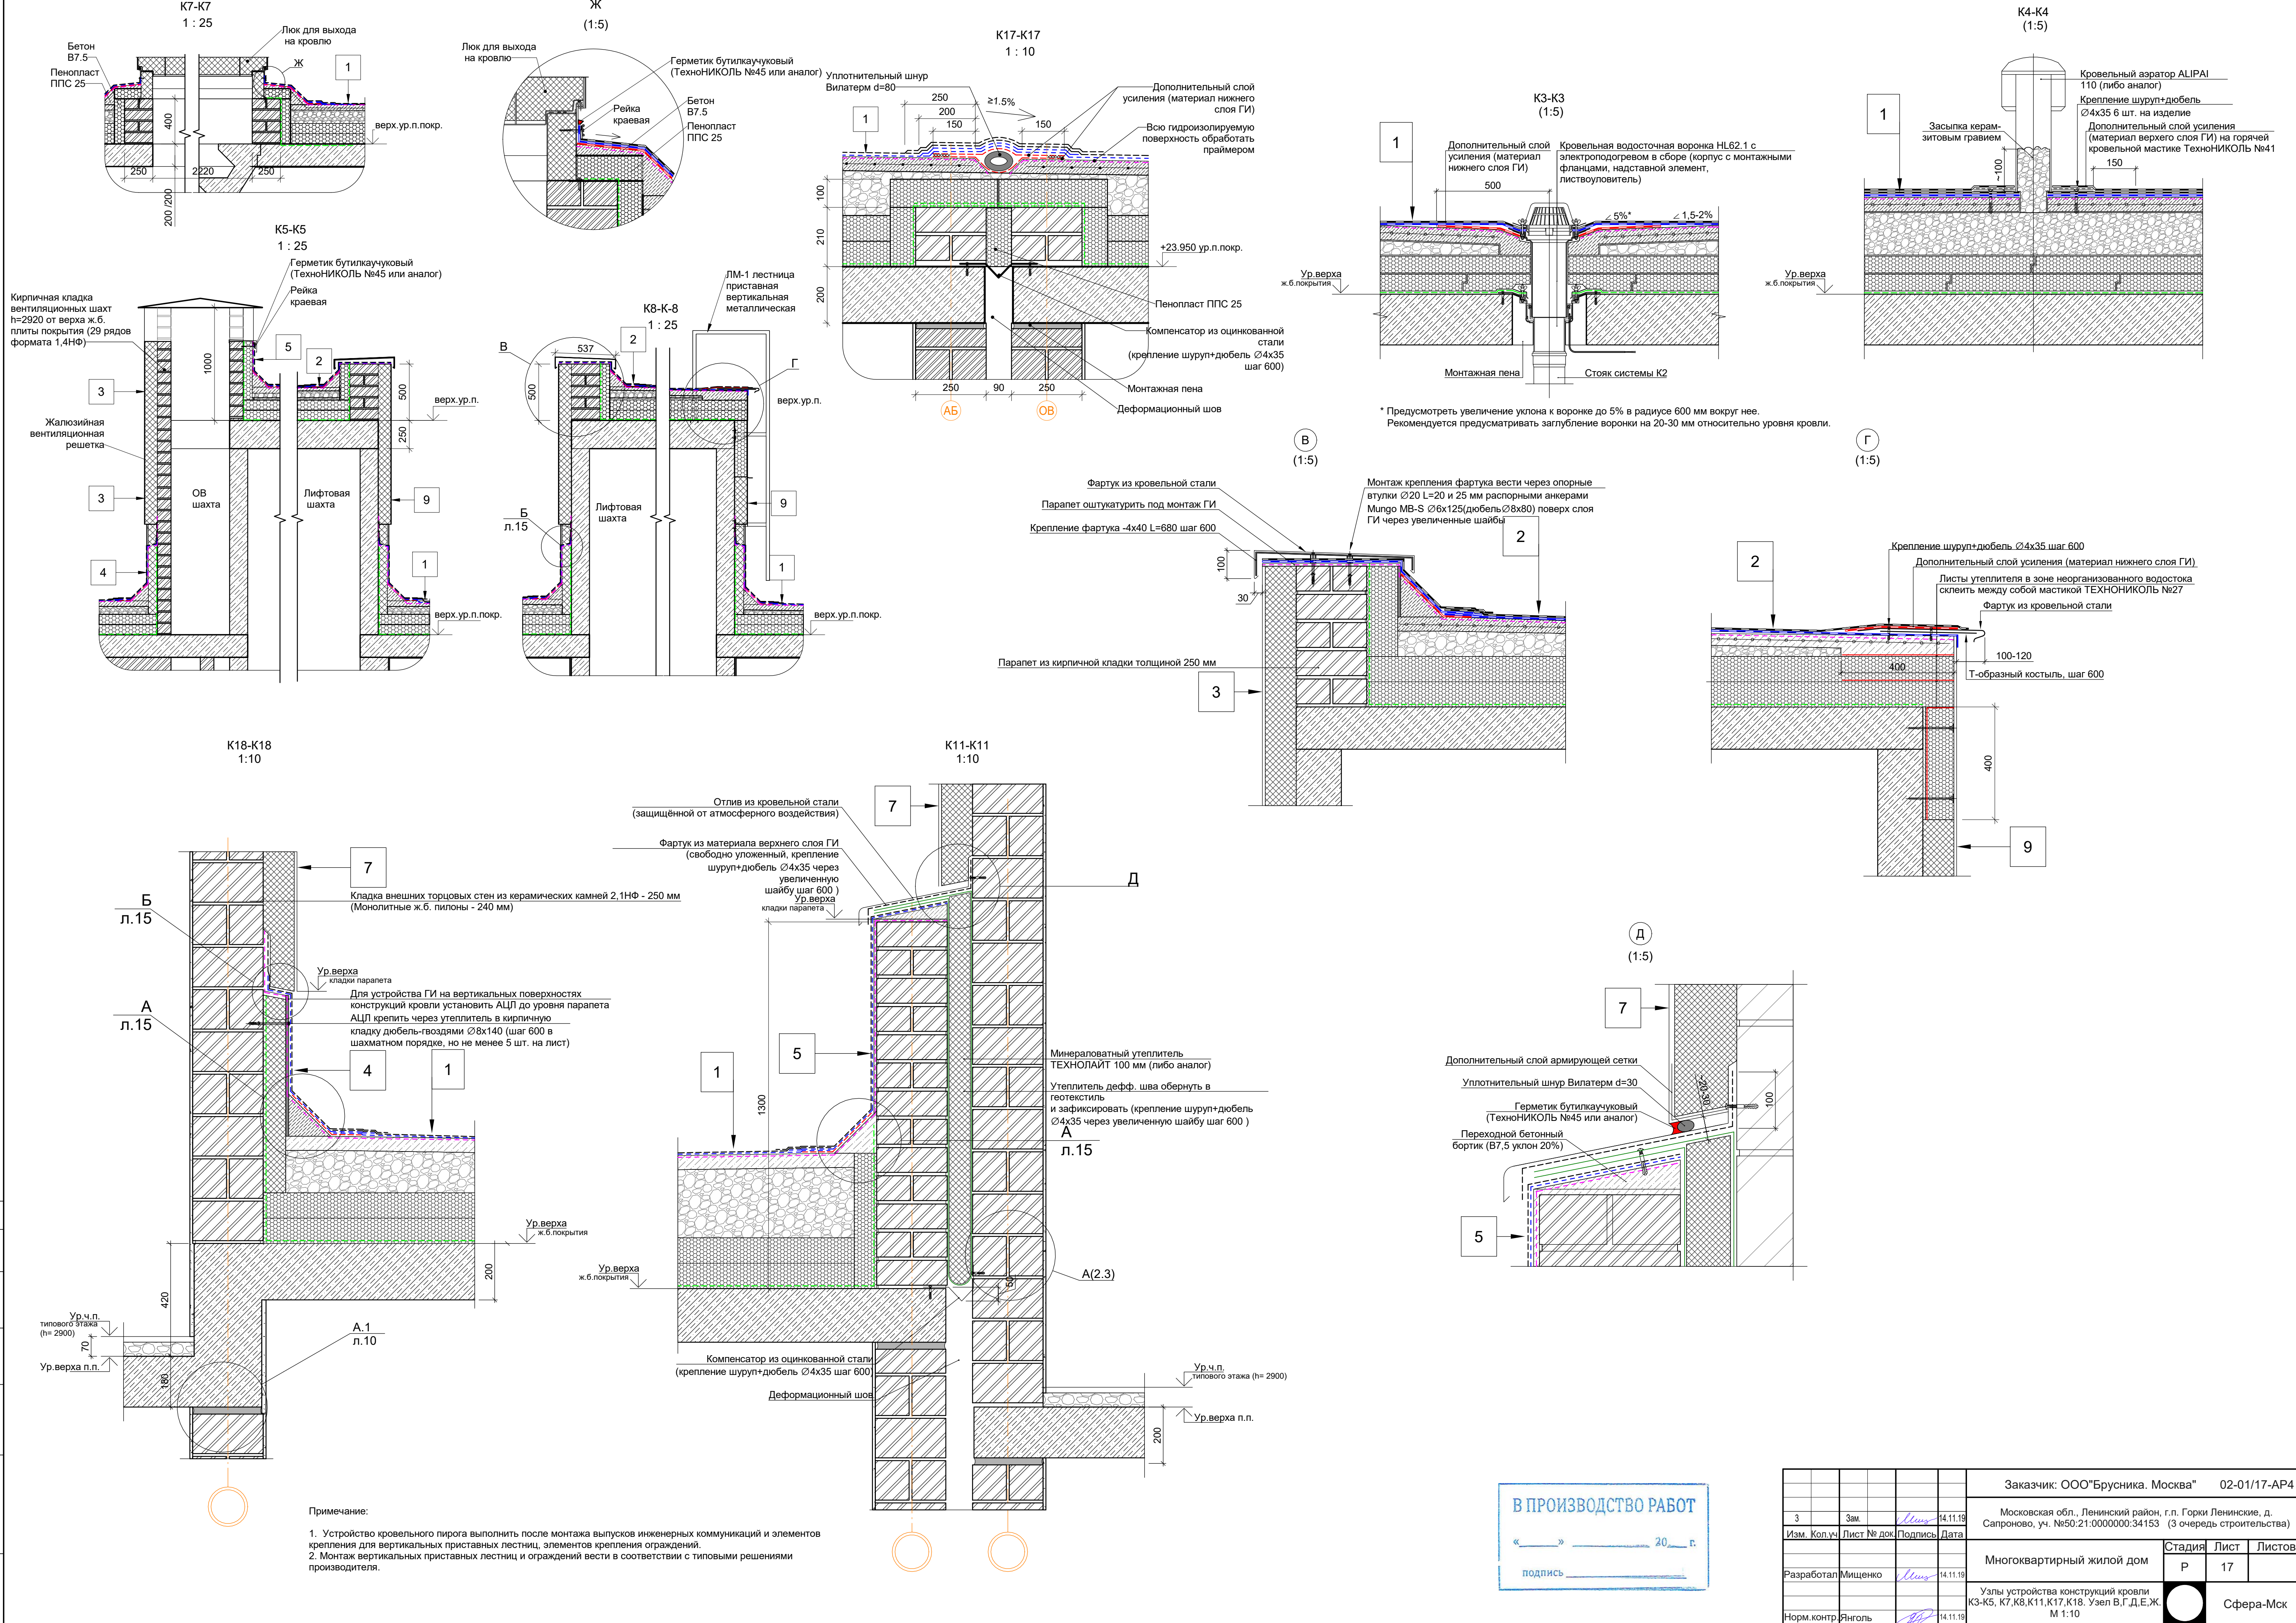 К7-К7
1 : 25
Люк для выхода
на кровлю
Бетон
В7.5
Пенопласт
ППС 25
Ж
1
400
верх.ур.п.покр.
250
2220
250
200 /200
Ж
(1:5)
Люк для выхода
на кровлю
Герметик бутилкаучуковый
(ТехноНИКОЛЬ №45 или аналог)
Рейка
краевая
Бетон
В7.5
Пенопласт
ППС 25
К17-К17
1 : 10
Уплотнительный шнур
Вилатерм d=80
250
200
150
150
≥1.5%
1
Дополнительный слой
усиления (материал нижнего
слоя ГИ)
Всю гидроизолируемую
поверхность обработать
праймером
100
210
200
+23.950 ур.п.покр.
Пенопласт ППС 25
Компенсатор из оцинкованной
стали
(крепление шуруп+дюбель ∅4х35
шаг 600)
Монтажная пена
Деформационный шов
250
90
250
АБ
ОВ
К3-К3
(1:5)
1
Дополнительный слой
усиления (материал
нижнего слоя ГИ)
Кровельная водосточная воронка HL62.1 с
электроподогревом в сборе (корпус с монтажными
фланцами, надставной элемент,
листвоуловитель)
500
1
∠ 5%*
∠ 1,5-2%
Ур.верха
ж.б.покрытия
Монтажная пена
Стояк системы К2
* Предусмотреть увеличение уклона к воронке до 5% в радиусе 600 мм вокруг нее.
Рекомендуется предусматривать заглубление воронки на 20-30 мм относительно уровня кровли.
К4-К4
(1:5)
1
Кровельный аэратор ALIPAI
110 (либо аналог)
Крепление шуруп+дюбель
∅4х35 6 шт. на изделие
Засыпка керам-
зитовым гравием
Дополнительный слой усиления
(материал верхего слоя ГИ) на горячей
кровельной мастике ТехноНИКОЛЬ №41
~100
150
Ур.верха
ж.б.покрытия
К5-К5
1 : 25
Герметик бутилкаучуковый
(ТехноНИКОЛЬ №45 или аналог)
Рейка
краевая
Кирпичная кладка
вентиляционных шахт
h=2920 от верха ж.б.
плиты покрытия (29 рядов
формата 1,4НФ)
1000
5
2
500
3
верх.ур.п.
Жалюзийная
вентиляционная
решетка
250
3
ОВ
шахта
Лифтовая
шахта
9
4
1
верх.ур.п.покр.
К8-К-8
1 : 25
ЛМ-1 лестница
приставная
вертикальная
металлическая
В
537
2
Г
500
верх.ур.п.
Б
л.15
Лифтовая
шахта
9
1
верх.ур.п.покр.
В
(1:5)
Фартук из кровельной стали
Парапет оштукатурить под монтаж ГИ
Крепление фартука -4х40 L=680 шаг 600
Монтаж крепления фартука вести через опорные
втулки ∅20 L=20 и 25 мм распорными анкерами
Mungo MB-S ∅6х125(дюбель∅8х80) поверх слоя
ГИ через увеличенные шайбы
2
100
30
Парапет из кирпичной кладки толщиной 250 мм
3
Г
(1:5)
2
Крепление шуруп+дюбель ∅4х35 шаг 600
Дополнительный слой усиления (материал нижнего слоя ГИ)
Листы утеплителя в зоне неорганизованного водостока
склеить между собой мастикой ТЕХНОНИКОЛЬ №27
Фартук из кровельной стали
100-120
400
Т-образный костыль, шаг 600
400
9
К18-К18
1:10
7
Кладка внешних торцовых стен из керамических камней 2,1НФ - 250 мм
(Монолитные ж.б. пилоны - 240 мм)
Б
л.15
Ур.верха
кладки парапета
Для устройства ГИ на вертикальных поверхностях
конструкций кровли установить АЦЛ до уровня парапета
А
л.15
АЦЛ крепить через утеплитель в кирпичную
кладку дюбель-гвоздями ∅8х140 (шаг 600 в
шахматном порядке, но не менее 5 шт. на лист)
4
1
Ур.верха
ж.б.покрытия
200
420
Ур.ч.п.
типового этажа
(h= 2900)
70
Ур.верха п.п.
180
А.1
л.10
К11-К11
1:10
Отлив из кровельной стали
(защищённой от атмосферного воздействия)
7
Фартук из материала верхнего слоя ГИ
(свободно уложенный, крепление
шуруп+дюбель ∅4х35 через
увеличенную
шайбу шаг 600 )
Ур.верха
кладки парапета
Д
5
1
1300
Минераловатный утеплитель
ТЕХНОЛАЙТ 100 мм (либо аналог)
Утеплитель дефф. шва обернуть в
геотекстиль
и зафиксировать (крепление шуруп+дюбель
∅4х35 через увеличенную шайбу шаг 600 )
А
л.15
Ур.верха
ж.б.покрытия
50
А(2.3)
Компенсатор из оцинкованной стали
(крепление шуруп+дюбель ∅4х35 шаг 600)
Деформационный шов
Ур.ч.п.
типового этажа (h= 2900)
Ур.верха п.п.
200
Д
(1:5)
7
Дополнительный слой армирующей сетки
Уплотнительный шнур Вилатерм d=30
Герметик бутилкаучуковый
(ТехноНИКОЛЬ №45 или аналог)
Переходной бетонный
бортик (В7,5 уклон 20%)
~20-30
100
5
Примечание:
1. Устройство кровельного пирога выполнить после монтажа выпусков инженерных коммуникаций и элементов
крепления для вертикальных приставных лестниц, элементов крепления ограждений.
2. Монтаж вертикальных приставных лестниц и ограждений вести в соответствии с типовыми решениями
производителя.
В ПРОИЗВОДСТВО РАБОТ
«____» ________ 20__ г.
подпись
Заказчик: ООО"Брусника. Москва" 02-01/17-АР4
Московская обл., Ленинский район, г.п. Горки Ленинские, д.
Сапроново, уч. №50:21:0000000:34153 (3 очередь строительства)
3 Зам. 14.11.19
Изм. Кол.уч Лист № док. Подпись Дата
Многоквартирный жилой дом
Стадия Лист Листов
Р 17
Разработал Мищенко 14.11.19
Узлы устройства конструкций кровли
К3-К5, К7,К8,К11,К17,К18. Узел В,Г,Д,Е,Ж.
М 1:10
Сфера-Мск
Норм.контр. Янголь 14.11.19